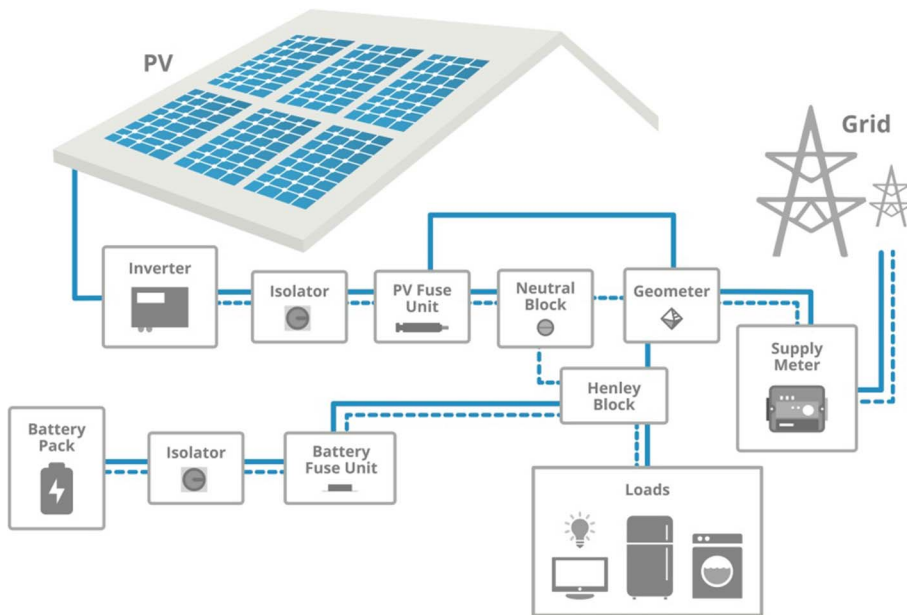 PV
Grid
Inverter
Isolator
PV Fuse
Unit
Neutral
Block
Geometer
Supply
Meter
Henley
Block
Battery
Pack
Isolator
Battery
Fuse Unit
Loads